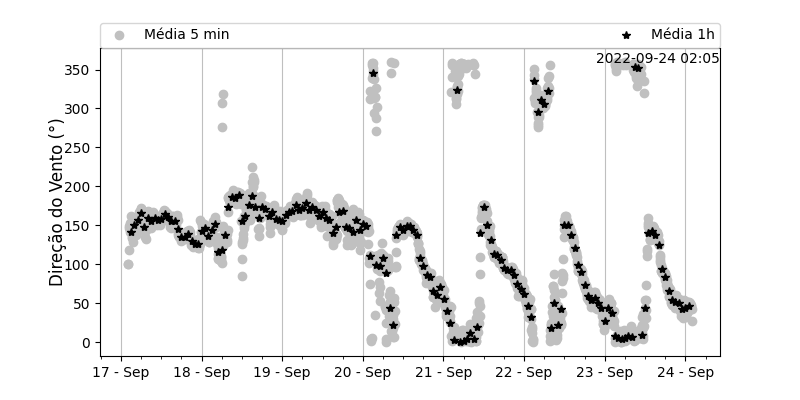 Média 5 min
Média 1h
2022-09-24 02:05
Direção do Vento (°)
350
300
250
200
150
100
50
0
17 - Sep
18 - Sep
19 - Sep
20 - Sep
21 - Sep
22 - Sep
23 - Sep
24 - Sep